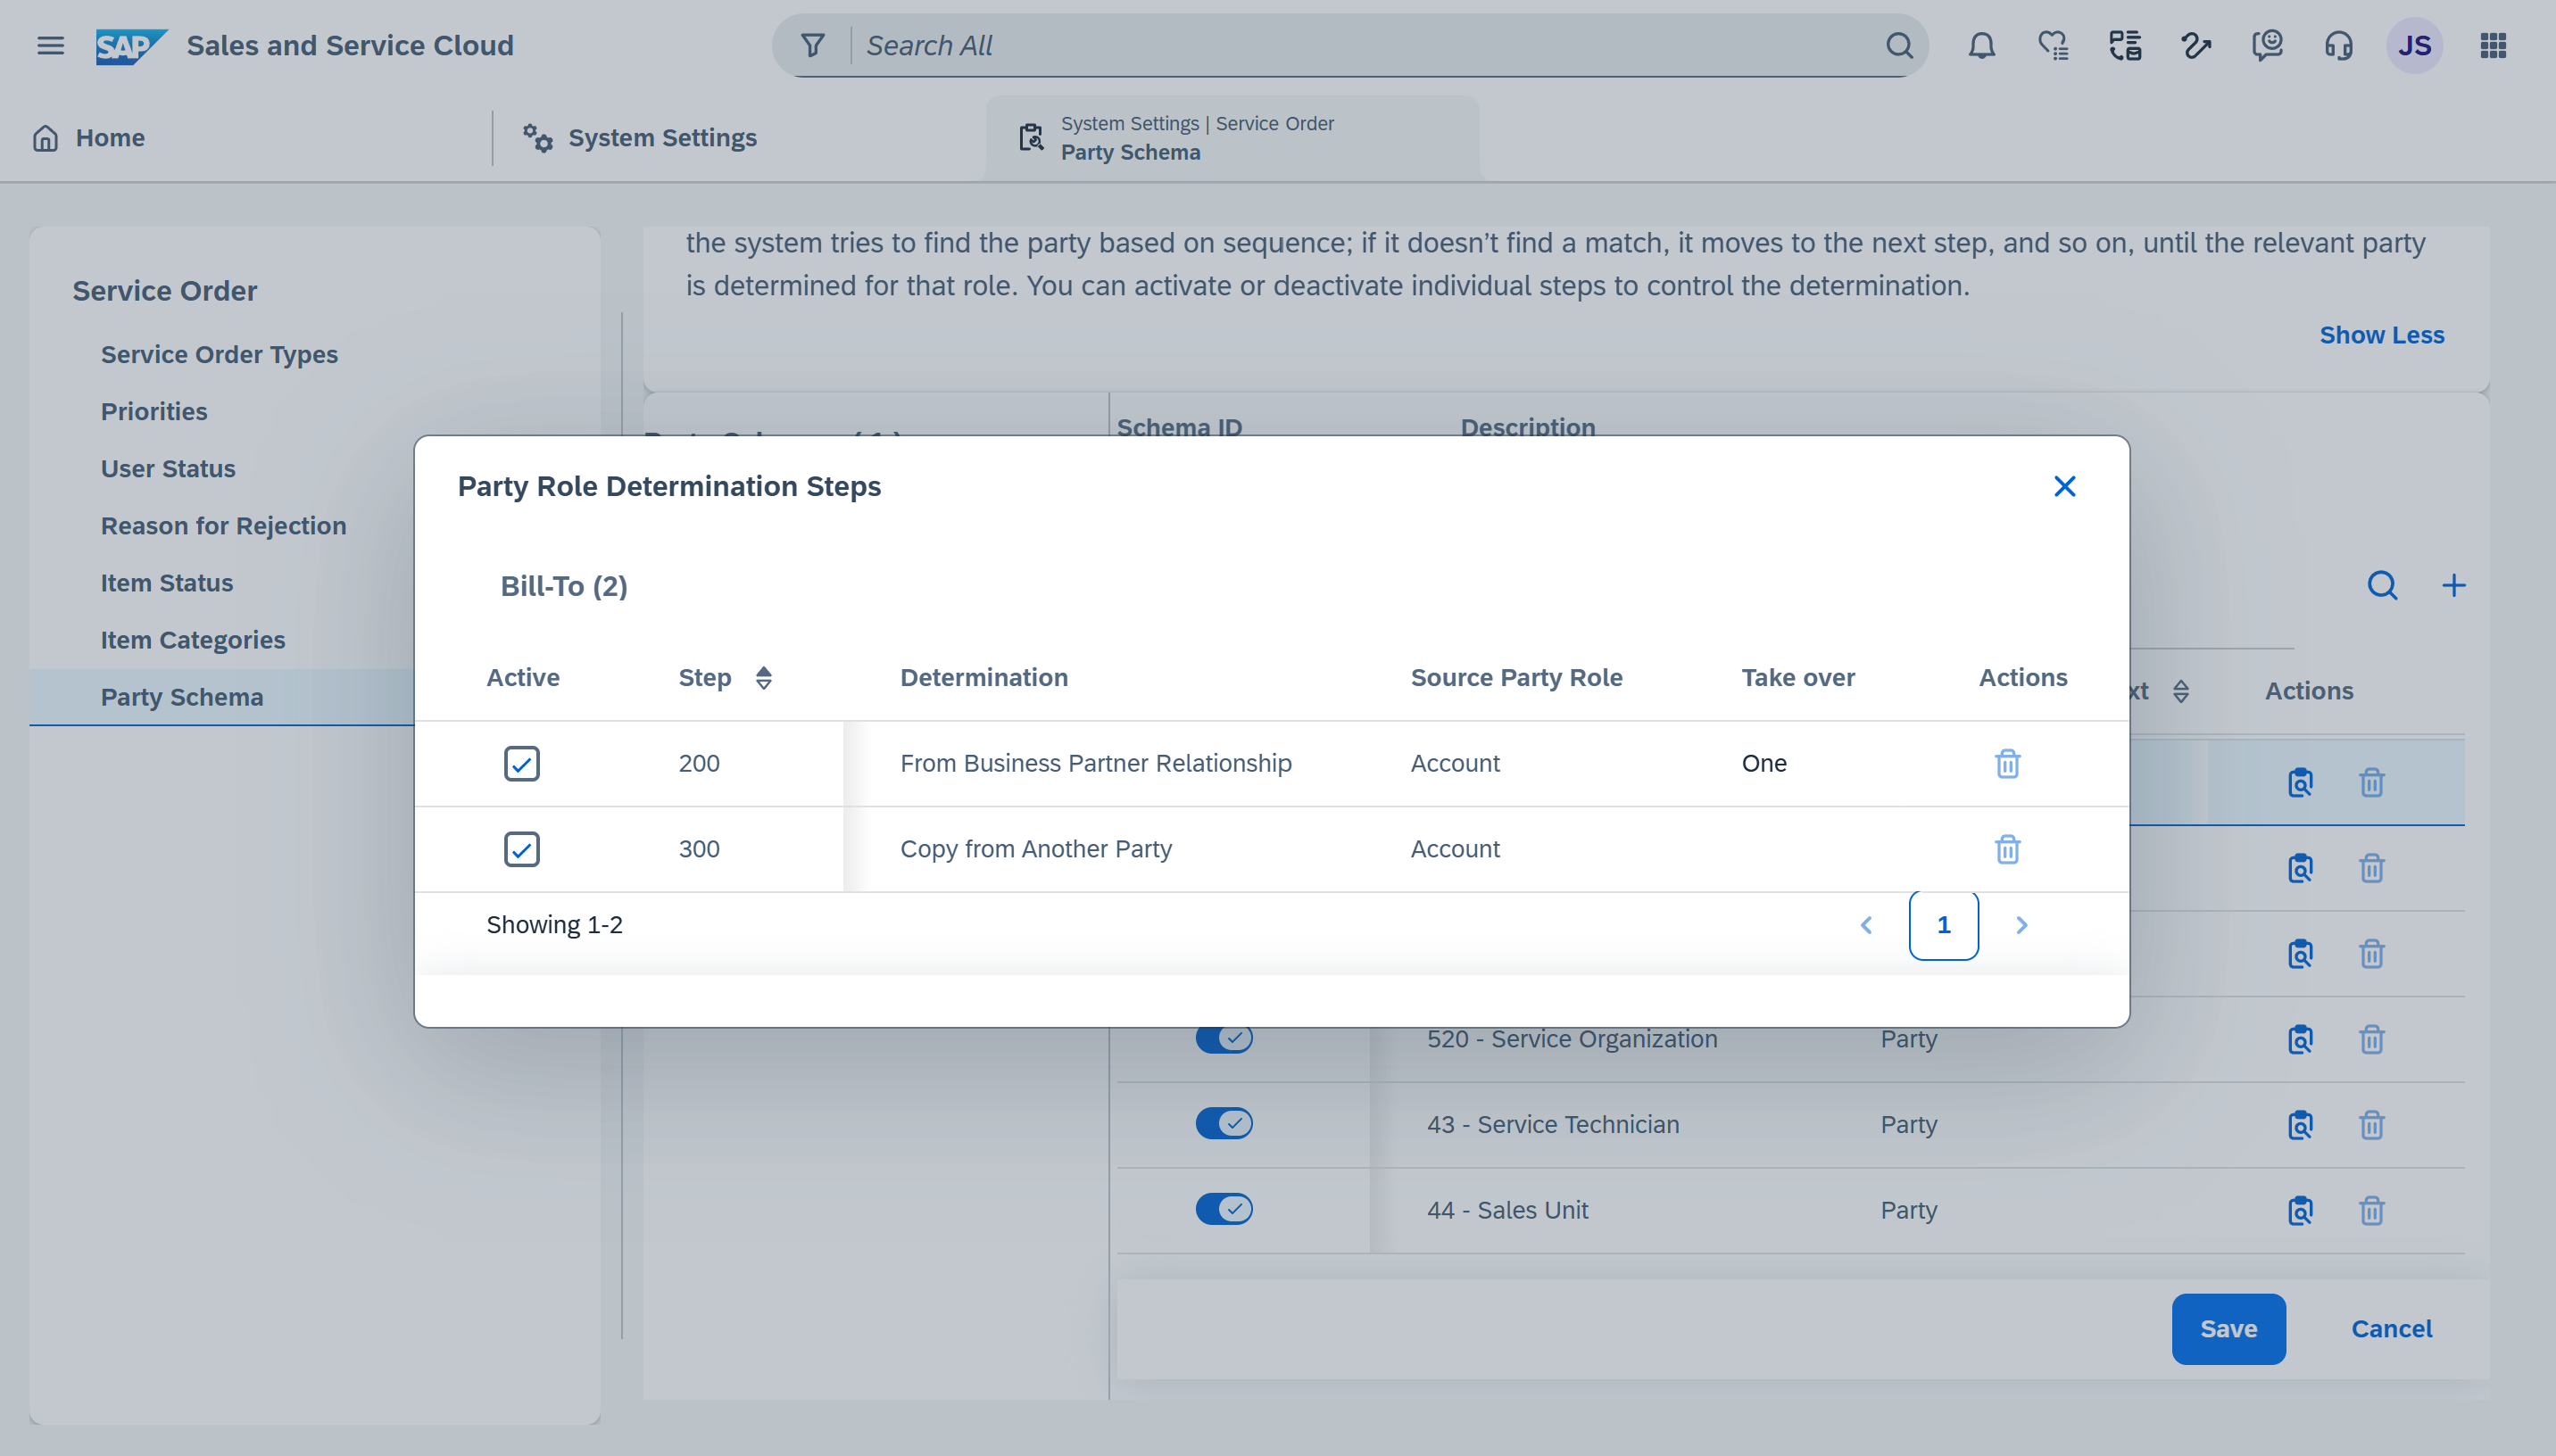 SAP Sales and Service Cloud
Search All
JS
Home
System Settings
System Settings | Service Order
Party Schema
Service Order
Service Order Types
Priorities
User Status
Reason for Rejection
Item Status
Item Categories
Party Schema
the system tries to find the party based on sequence; if it doesn’t find a match, it moves to the next step, and so on, until the relevant party
is determined for that role. You can activate or deactivate individual steps to control the determination.
Show Less
Schema ID Description
Party Role Determination Steps
Bill-To (2)
Active Step Determination Source Party Role Take over Actions
200 From Business Partner Relationship Account One
300 Copy from Another Party Account
Showing 1-2
1
Actions
520 - Service Organization Party
43 - Service Technician Party
44 - Sales Unit Party
Save Cancel